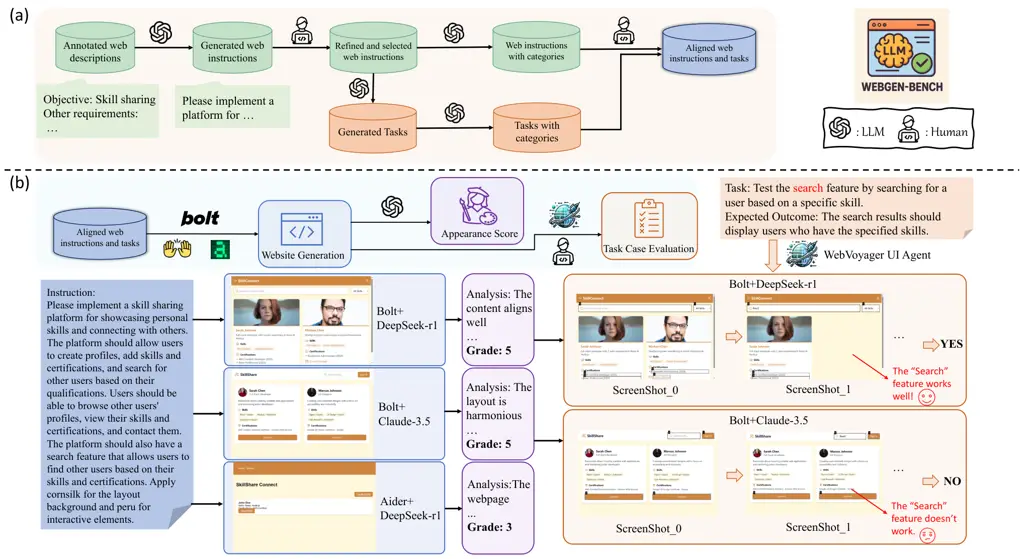 (a)
Annotated web
descriptions
Generated web
instructions
Refined and selected
web instructions
Web instructions
with categories
Aligned web
instructions and tasks
Objective: Skill sharing
Other requirements:
…
Please implement a
platform for …
Generated Tasks
Tasks with
categories
LLM
WEBGEN-BENCH
: LLM
: Human
(b)
Aligned web
instructions and tasks
bolt
Website Generation
Appearance Score
Task Case Evaluation
Task: Test the search feature by searching for a
user based on a specific skill.
Expected Outcome: The search results should
display users who have the specified skills.
WebVoyager UI Agent
Instruction:
Please implement a skill sharing
platform for showcasing personal
skills and connecting with others.
The platform should allow users
to create profiles, add skills and
certifications, and search for
other users based on their
qualifications. Users should be
able to browse other users'
profiles, view their skills and
certifications, and contact them.
The platform should also have a
search feature that allows users to
find other users based on their
skills and certifications. Apply
cornsilk for the layout
background and peru for
interactive elements.
Bolt+
DeepSeek-r1
Bolt+
Claude-3.5
SkillShare Connect
Aider+
DeepSeek-r1
Analysis: The
content aligns
well
…
Grade: 5
Analysis: The
layout is
harmonious
…
Grade: 5
Analysis:The
webpage
...
Grade: 3
Bolt+DeepSeek-r1
ScreenShot_0
ScreenShot_1
…
YES
The “Search”
feature works
well!
Bolt+Claude-3.5
ScreenShot_0
ScreenShot_1
…
NO
The “Search”
feature doesn’t
work.